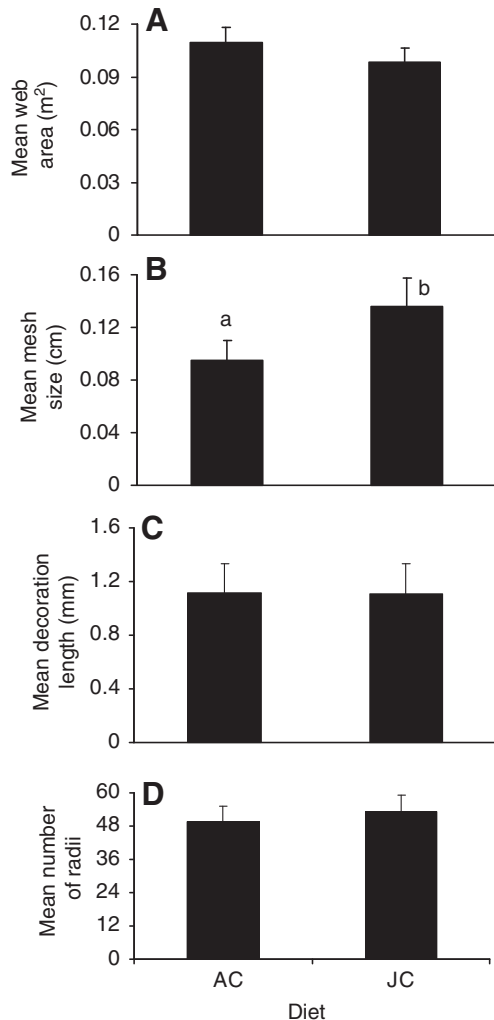 A
0.12
0.09
0.06
0.03
0
Mean web
area (m²)
B
0.16
0.12
0.08
0.04
0
Mean mesh
size (cm)
a
b
C
1.6
1.2
0.8
0.4
0
Mean decoration
length (mm)
D
60
48
36
24
12
0
Mean number
of radii
AC JC
Diet